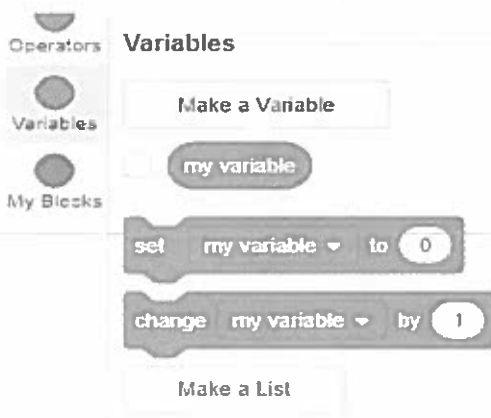 Operators
Variables
Make a Variable
Variables
my variable
My Blocks
set my variable to 0
change my variable by 1
Make a List